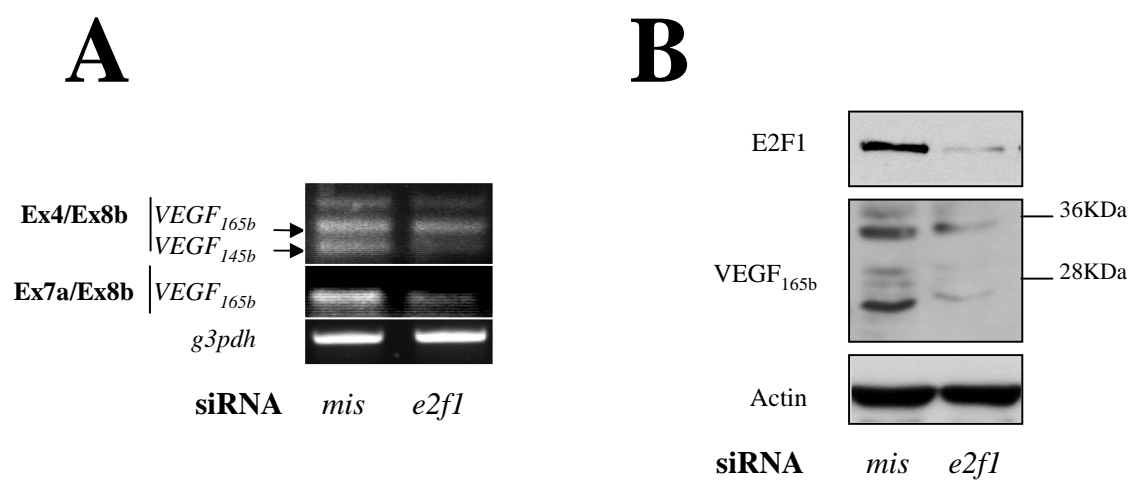 A
Ex4/Ex8b VEGF165b
VEGF145b
Ex7a/Ex8b VEGF165b
g3pdh
siRNA mis e2f1
B
E2F1
36KDa
28KDa
VEGF165b
Actin
siRNA mis e2f1